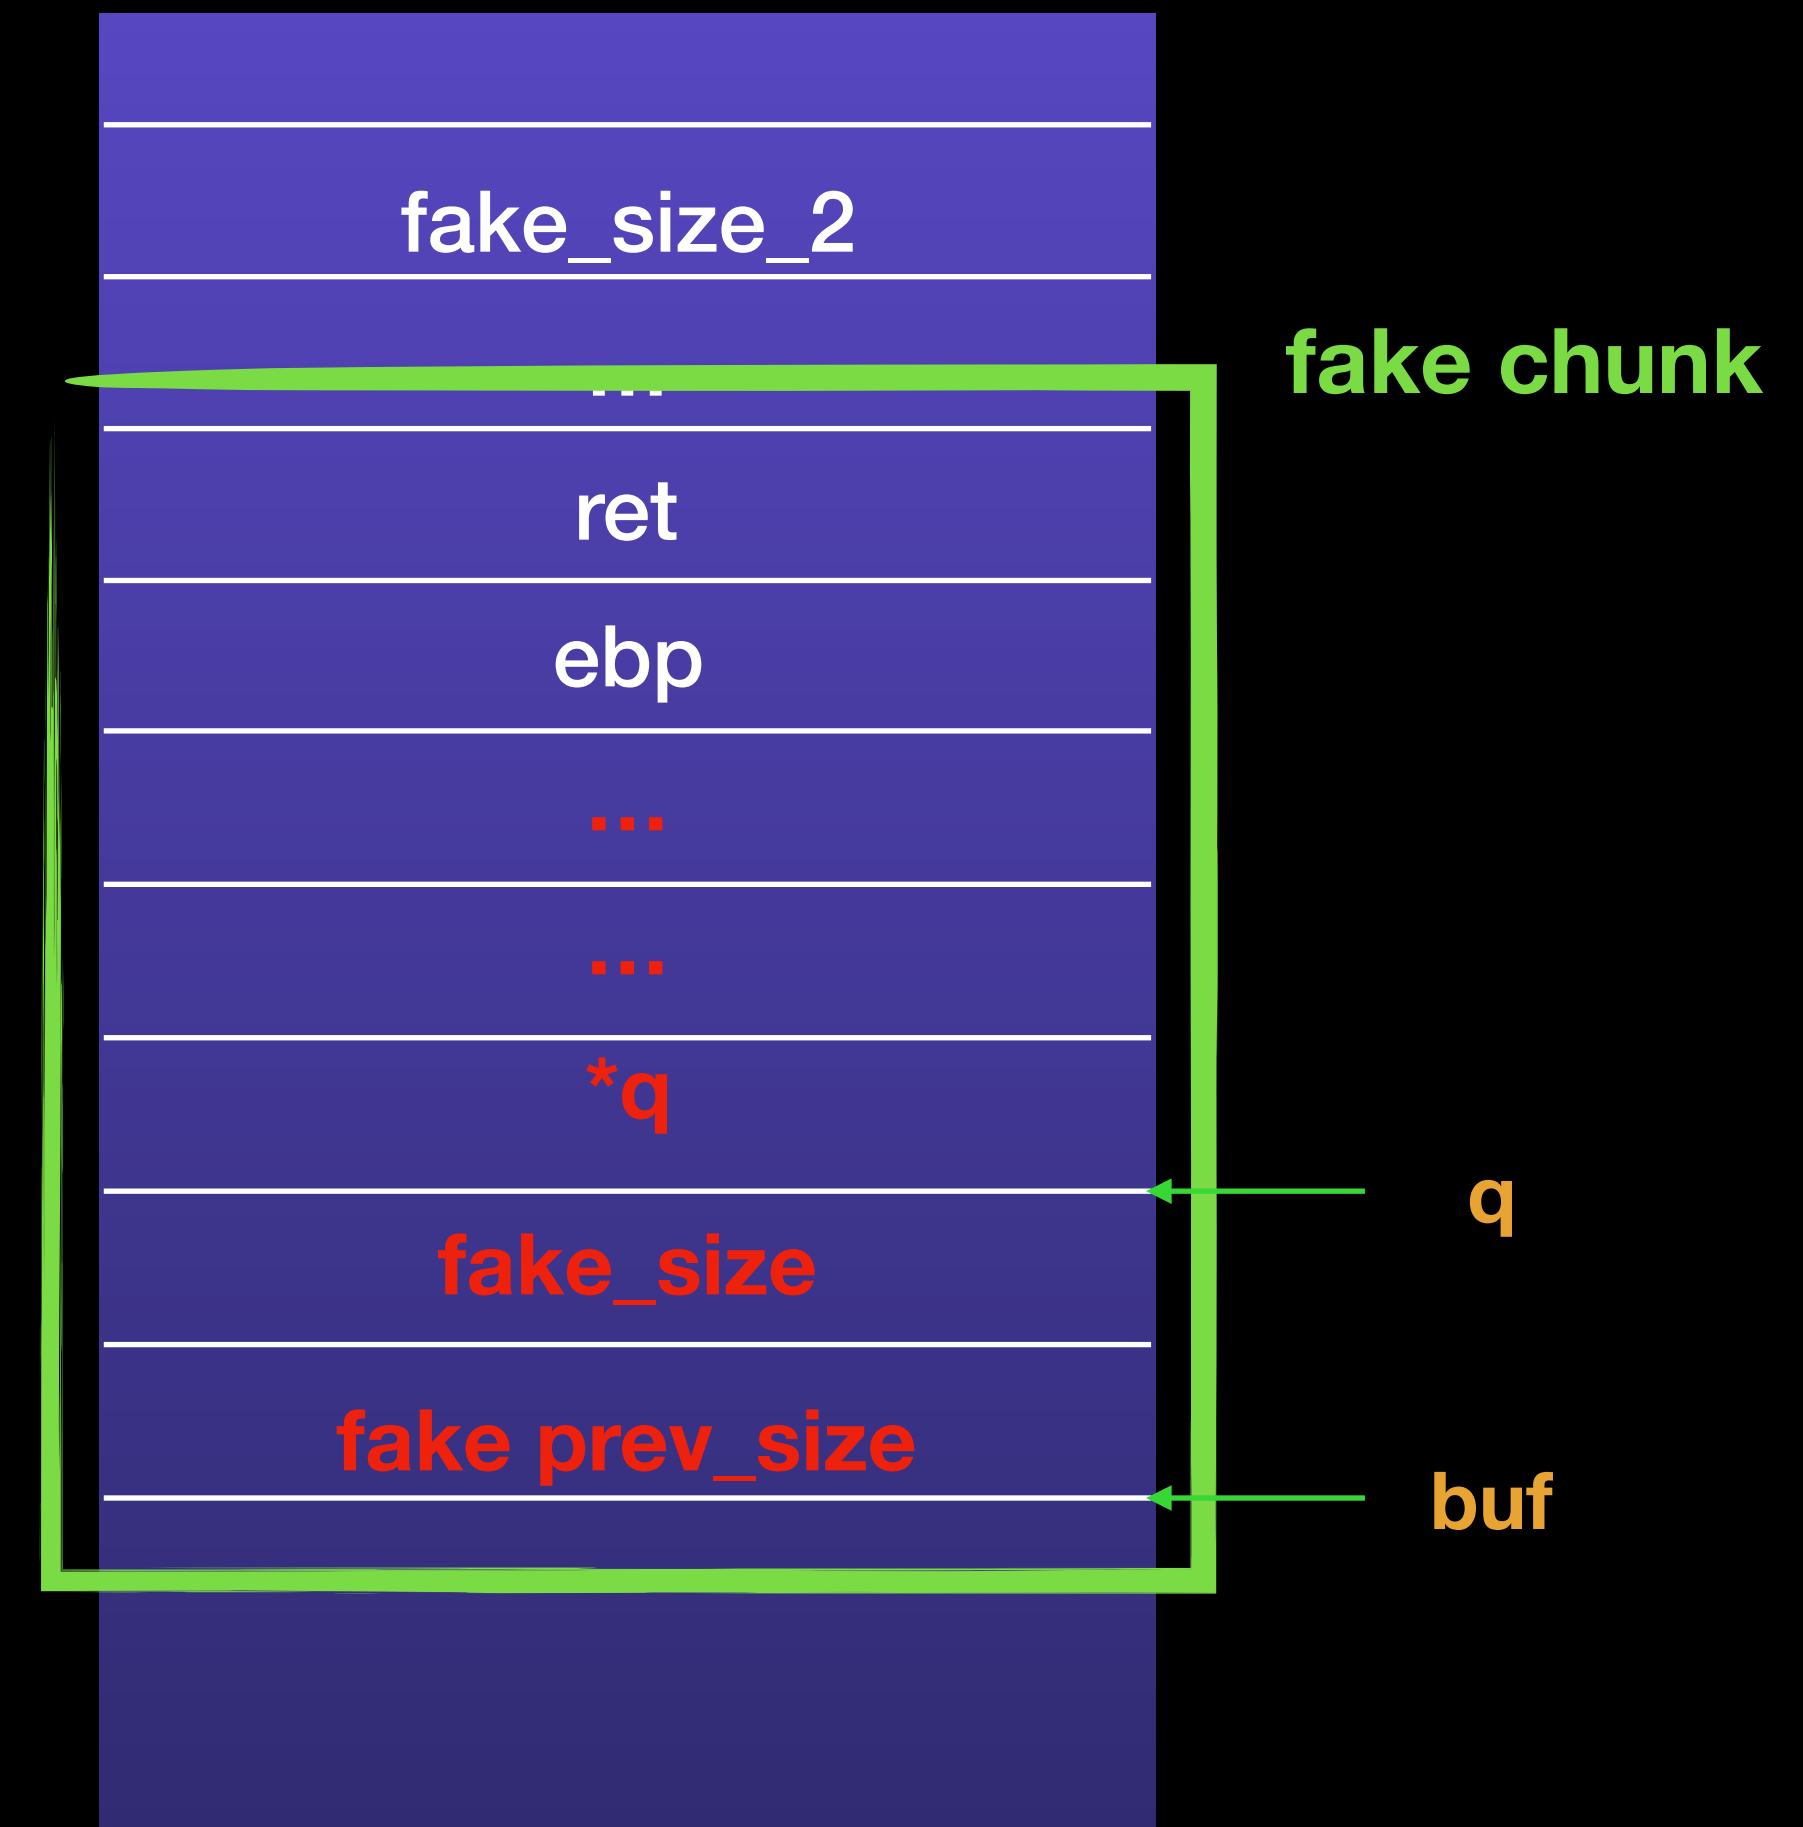 fake_size_2
fake chunk
...
ret
ebp
...
...
*q
q
fake_size
fake prev_size
buf